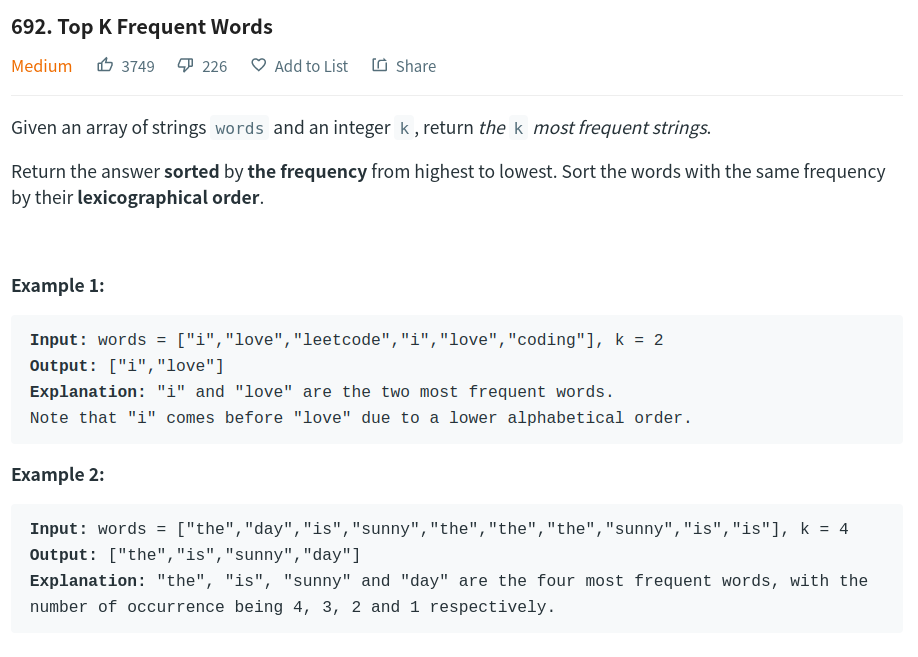 692. Top K Frequent Words
Medium 3749 226 Add to List Share
Given an array of strings words and an integer k, return the k most frequent strings.
Return the answer sorted by the frequency from highest to lowest. Sort the words with the same frequency
by their lexicographical order.
Example 1:
Input: words = ["i","love","leetcode","i","love","coding"], k = 2
Output: ["i","love"]
Explanation: "i" and "love" are the two most frequent words.
Note that "i" comes before "love" due to a lower alphabetical order.
Example 2:
Input: words = ["the","day","is","sunny","the","the","the","sunny","is","is"], k = 4
Output: ["the","is","sunny","day"]
Explanation: "the", "is", "sunny" and "day" are the four most frequent words, with the
number of occurrence being 4, 3, 2 and 1 respectively.